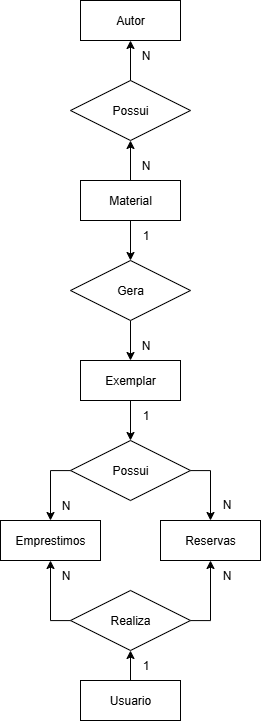 Autor
N
Possui
N
Material
1
Gera
N
Exemplar
1
Possui
N
N
Emprestimos
Reservas
N
N
Realiza
1
Usuario